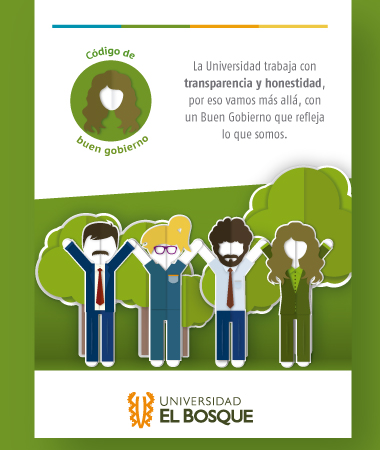 Código de
buen gobierno
La Universidad trabaja con
transparencia y honestidad,
por eso vamos más allá, con
un Buen Gobierno que refleja
lo que somos.
UNIVERSIDAD
EL BOSQUE